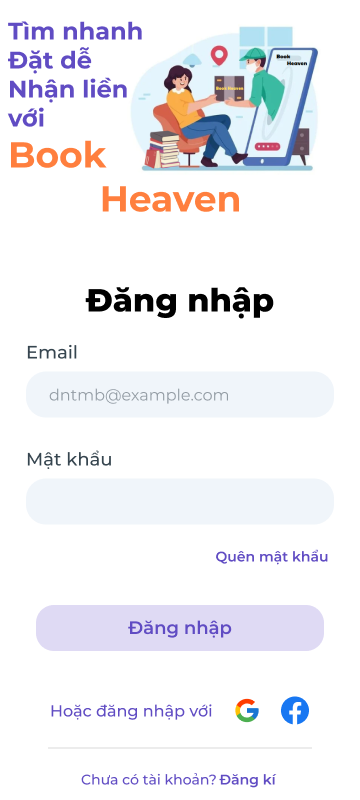 Tìm nhanh
Đặt dễ
Nhận liền
với
Book
Heaven
Book
Heaven
Book Heaven
Đăng nhập
Email
dntmb@example.com
Mật khẩu
Quên mật khẩu
Đăng nhập
Hoặc đăng nhập với
Chưa có tài khoản? Đăng kí